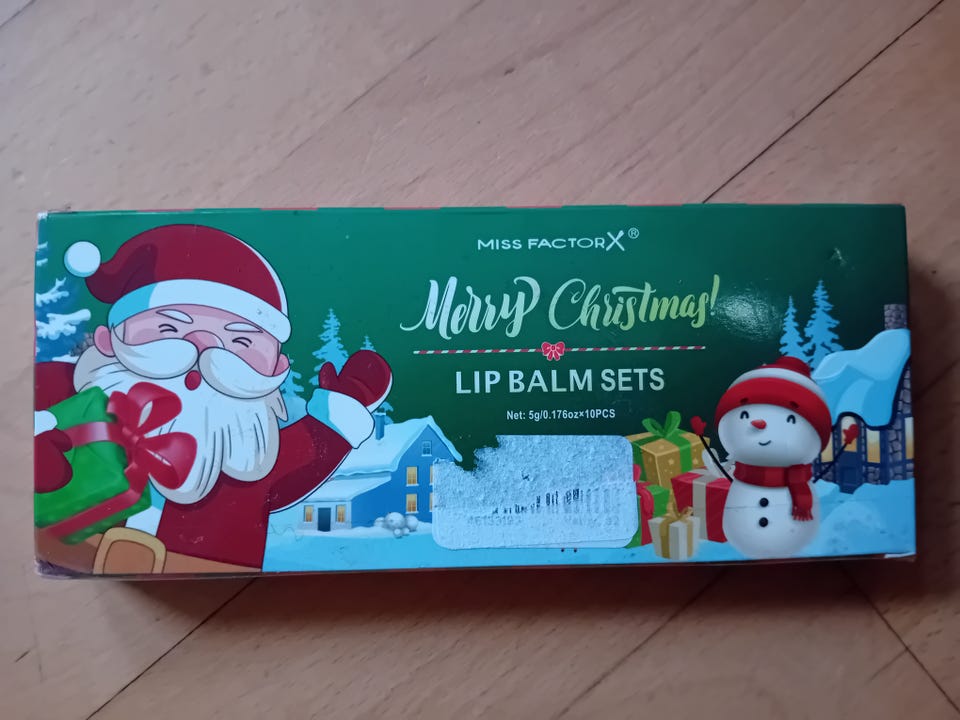 MISS FACTORX®
Merry Christmas!
LIP BALM SETS
Net: 5g/0.176oz×10PCS